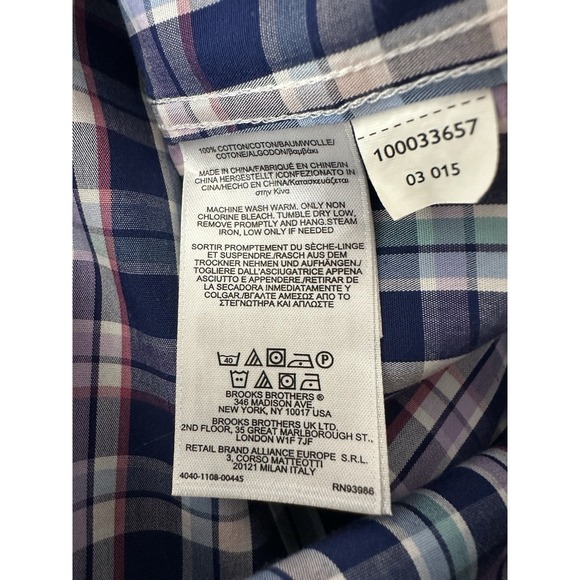 100% COTTON/COTON/BAUMWOLLE/
COTONE/ALGODON/Βαμβάκι
MADE IN CHINA/FABRIQUÉ EN CHINE/IN
CHINA HERGESTELLT/CONFEZIONATO IN
CINA/HECHO EN CHINA/Κατασκευάζεται
στην Κίνα
MACHINE WASH WARM. ONLY NON
CHLORINE BLEACH. TUMBLE DRY LOW,
REMOVE PROMPTLY AND HANG.STEAM
IRON, LOW ONLY IF NEEDED
SORTIR PROMPTEMENT DU SÈCHE-LINGE
ET SUSPENDRE./RASCH AUS DEM
TROCKNER NEHMEN UND AUFHÄNGEN./
TOGLIERE DALL'ASCIUGATRICE APPENA
ASCIUTTO E APPENDERE./RETIRAR DE
LA SECADORA INMEDIATAMENTE Y
COLGAR./ΒΓΑΛΤΕ ΑΜΕΣΩΣ ΑΠΟ ΤΟ
ΣΤΕΓΝΩΤΗΡΙΟ ΚΑΙ ΑΠΛΩΣΤΕ
40 P
BROOKS BROTHERS ®
346 MADISON AVE
NEW YORK, NY 10017 USA
BROOKS BROTHERS UK LTD.
2ND FLOOR, 35 GREAT MARLBOROUGH ST.,
LONDON W1F 7JF
RETAIL BRAND ALLIANCE EUROPE S.R.L.
3, CORSO MATTEOTTI
20121 MILAN ITALY
4040-1108-00445 RN93986
100033657
03 015